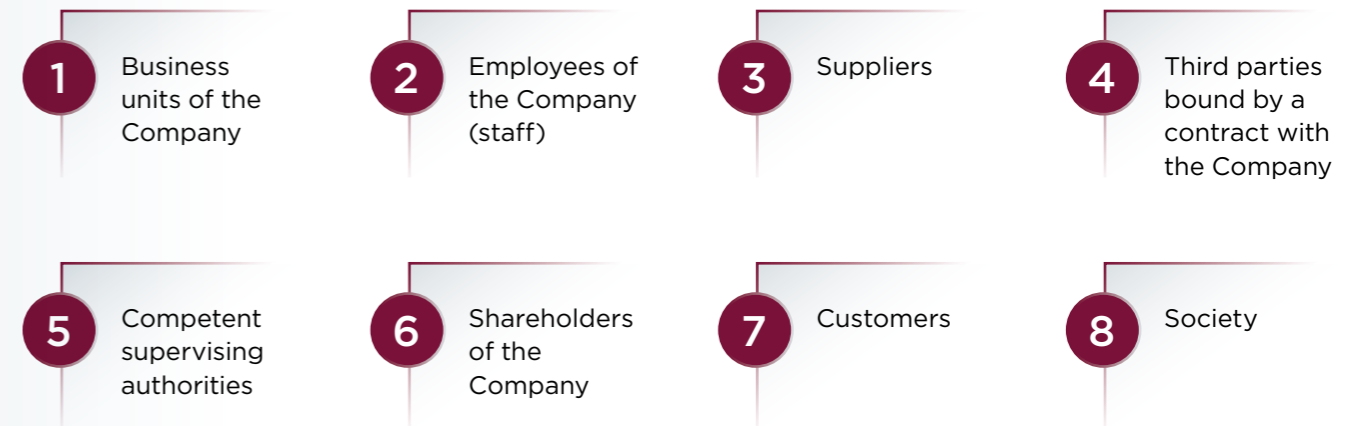 1
Business
units of the
Company
2
Employees of
the Company
(staff)
3
Suppliers
4
Third parties
bound by a
contract with
the Company
5
Competent
supervising
authorities
6
Shareholders
of the
Company
7
Customers
8
Society